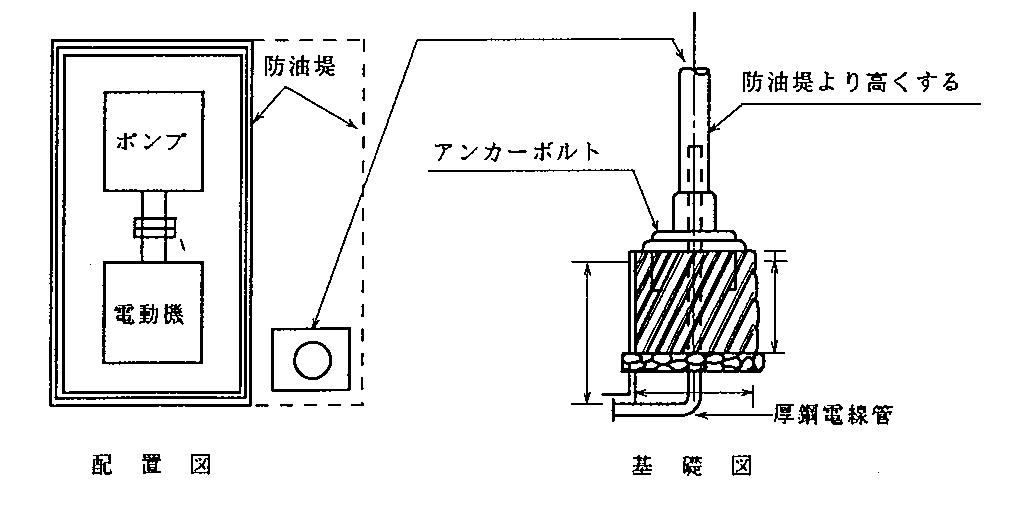 防油堤
ポンプ
電動機
配置図
防油堤より高くする
アンカーボルト
厚鋼電線管
基礎図